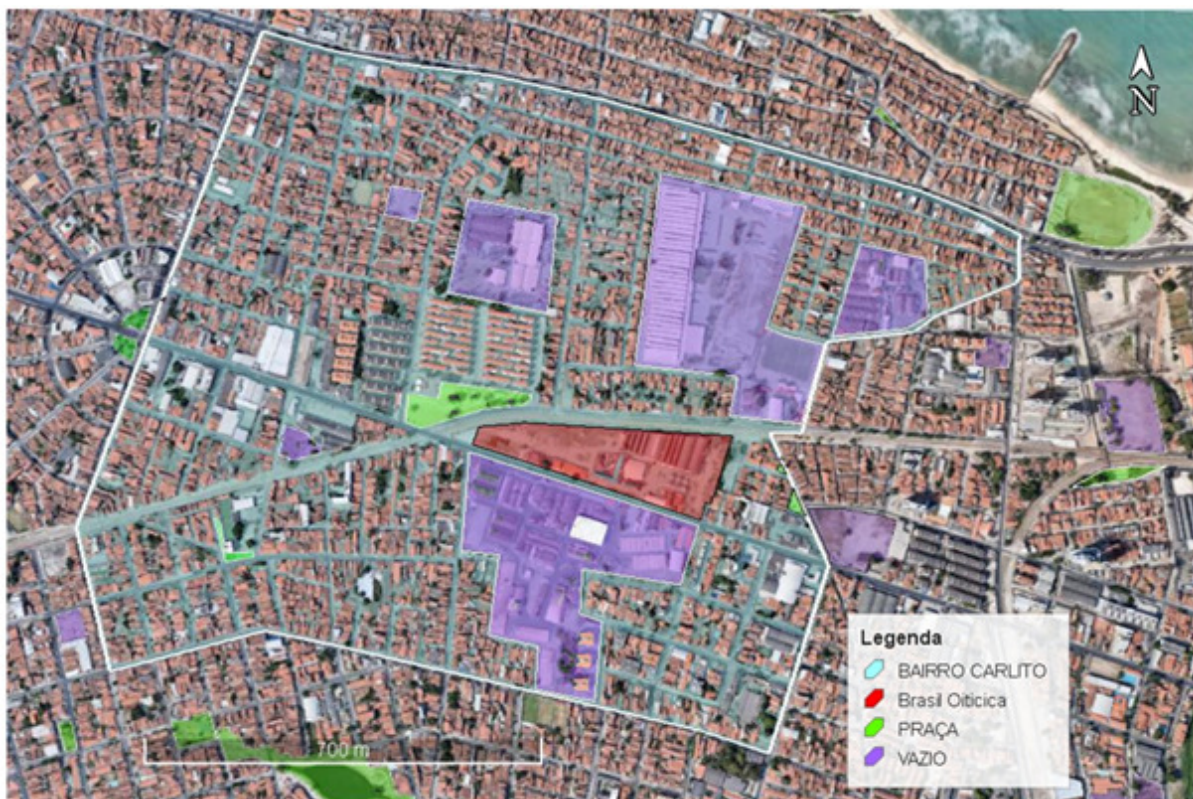 N
700 m
Legenda
BAIRRO CARLITO
Brasil Oiticica
PRAÇA
VAZIO